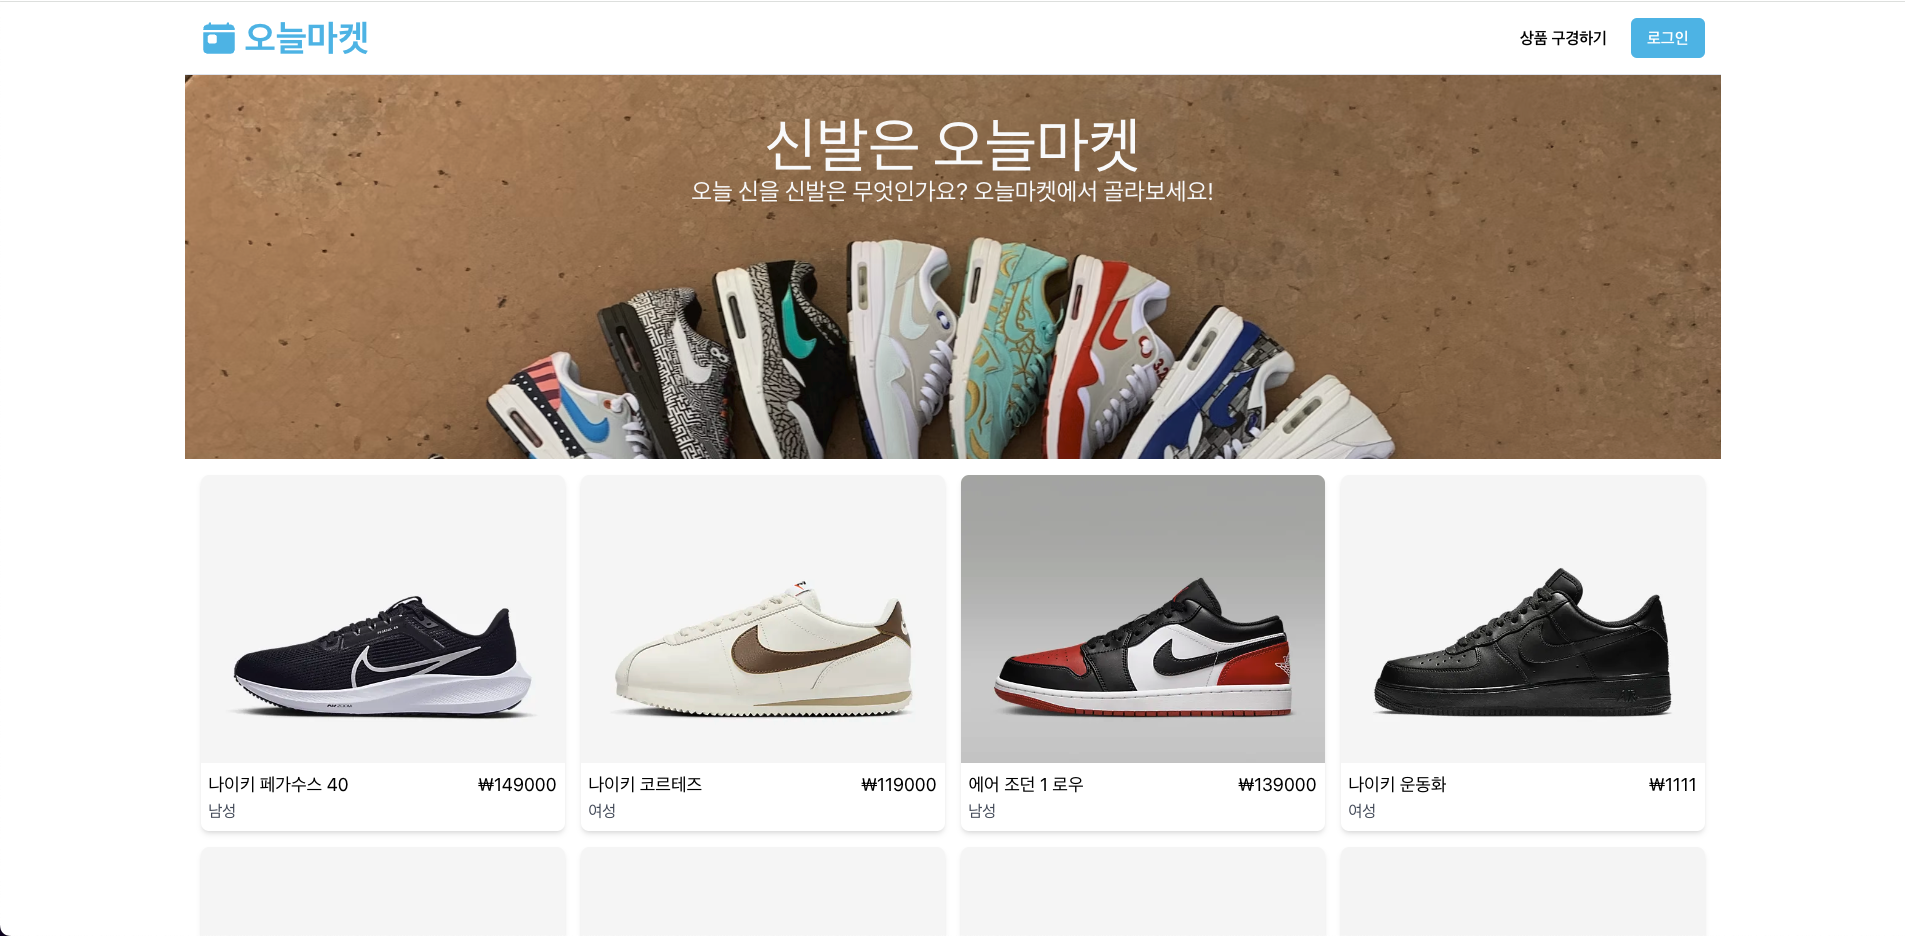 오늘마켓
상품 구경하기
로그인
신발은 오늘마켓
오늘 신을 신발은 무엇인가요? 오늘마켓에서 골라보세요!
나이키 페가수스 40
₩149000
남성
나이키 코르테즈
₩119000
여성
에어 조던 1 로우
₩139000
남성
나이키 운동화
₩1111
여성